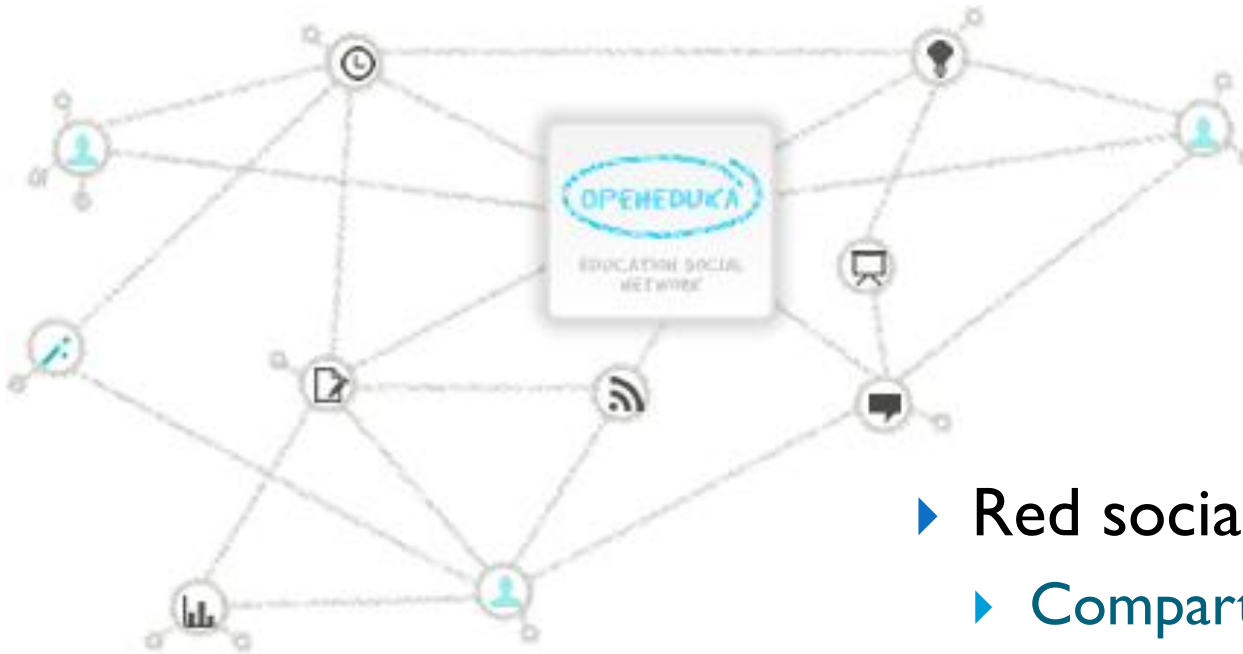 OPENEDUKA
EDUCATION SOCIAL
NETWORK
Red socia
Compart